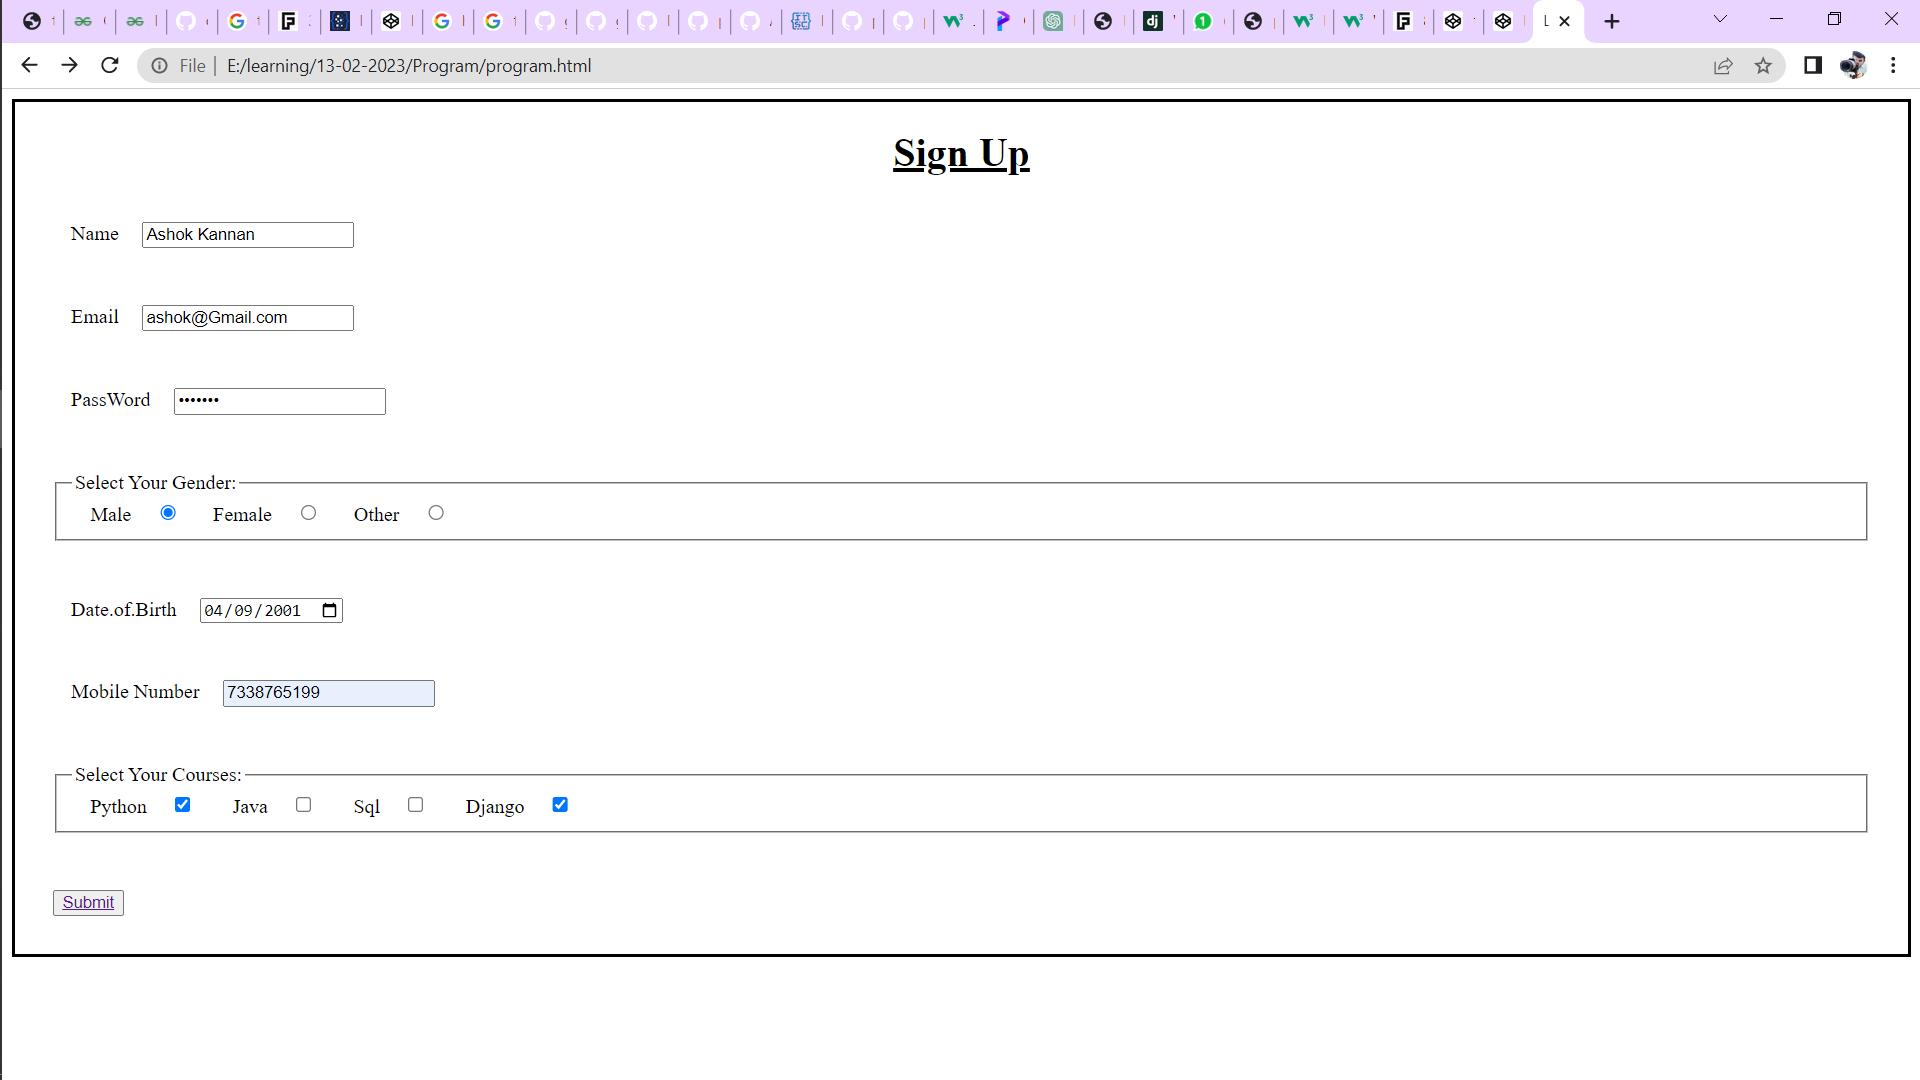 File E:/learning/13-02-2023/Program/program.html
Sign Up
Name Ashok Kannan
Email ashok@Gmail.com
PassWord •••••••
Select Your Gender:
Male Female Other
Date.of.Birth 04/09/2001
Mobile Number 7338765199
Select Your Courses:
Python Java Sql Django
Submit